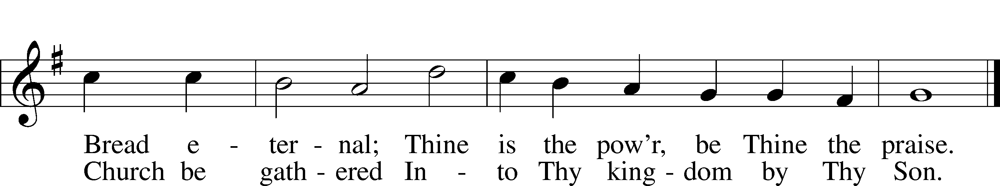 Bread e - ter - nal; Thine is the pow'r, be Thine the praise.
Church be gath - ered In - to Thy king - dom by Thy Son.